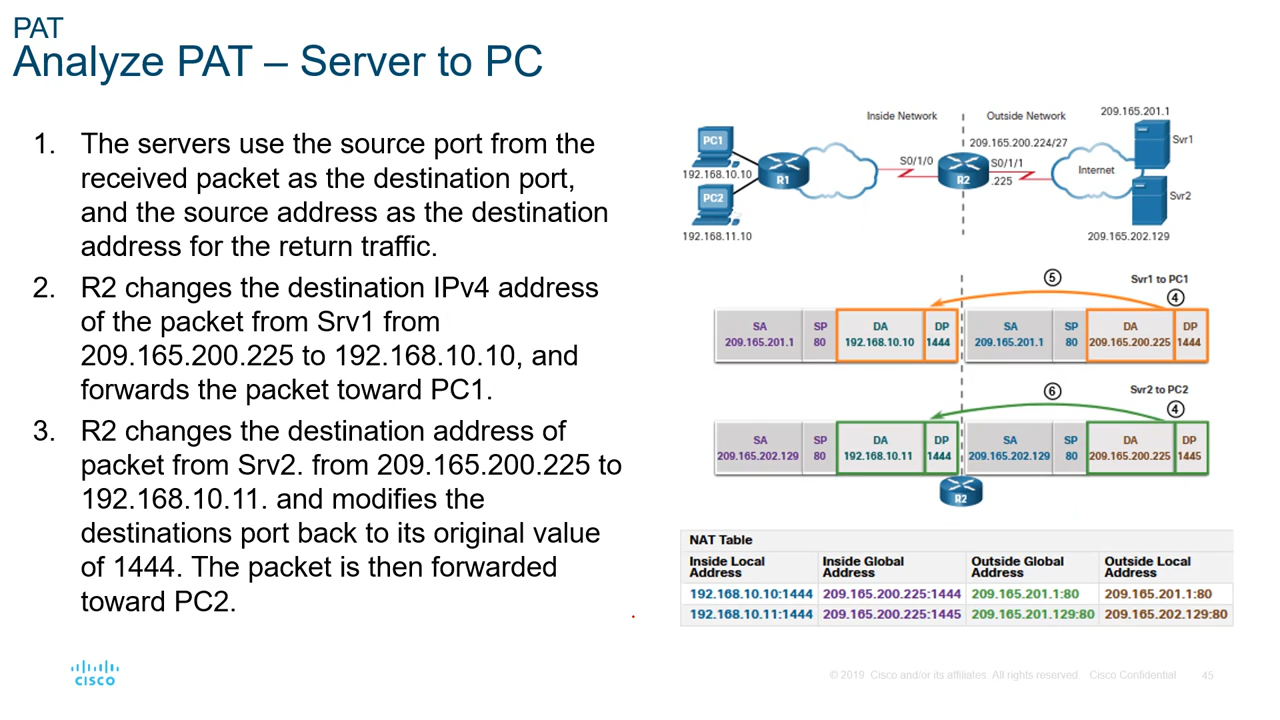 PAT
Analyze PAT – Server to PC
1. The servers use the source port from the
received packet as the destination port,
and the source address as the destination
address for the return traffic.
2. R2 changes the destination IPv4 address
of the packet from Srv1 from
209.165.200.225 to 192.168.10.10, and
forwards the packet toward PC1.
3. R2 changes the destination address of
packet from Srv2. from 209.165.200.225 to
192.168.10.11. and modifies the
destinations port back to its original value
of 1444. The packet is then forwarded
toward PC2.
Inside Network
Outside Network
209.165.201.1
PC1
192.168.10.10
PC2
192.168.11.10
R1
S0/1/0
R2
209.165.200.224/27
S0/1/1
.225
Internet
Svr1
Svr2
209.165.202.129
5
Svr1 to PC1
4
SA SP DA DP SA SP DA DP
209.165.201.1 80 192.168.10.10 1444 209.165.201.1 80 209.165.200.225 1444
6
Svr2 to PC2
4
SA SP DA DP SA SP DA DP
209.165.202.129 80 192.168.10.11 1444 209.165.202.129 80 209.165.200.225 1445
R2
NAT Table
Inside Local Address
Inside Global Address
Outside Global Address
Outside Local Address
192.168.10.10:1444 209.165.200.225:1444 209.165.201.1:80 209.165.201.1:80
192.168.10.11:1444 209.165.200.225:1445 209.165.201.129:80 209.165.202.129:80
CISCO
© 2019 Cisco and/or its affiliates. All rights reserved. Cisco Confidential
45